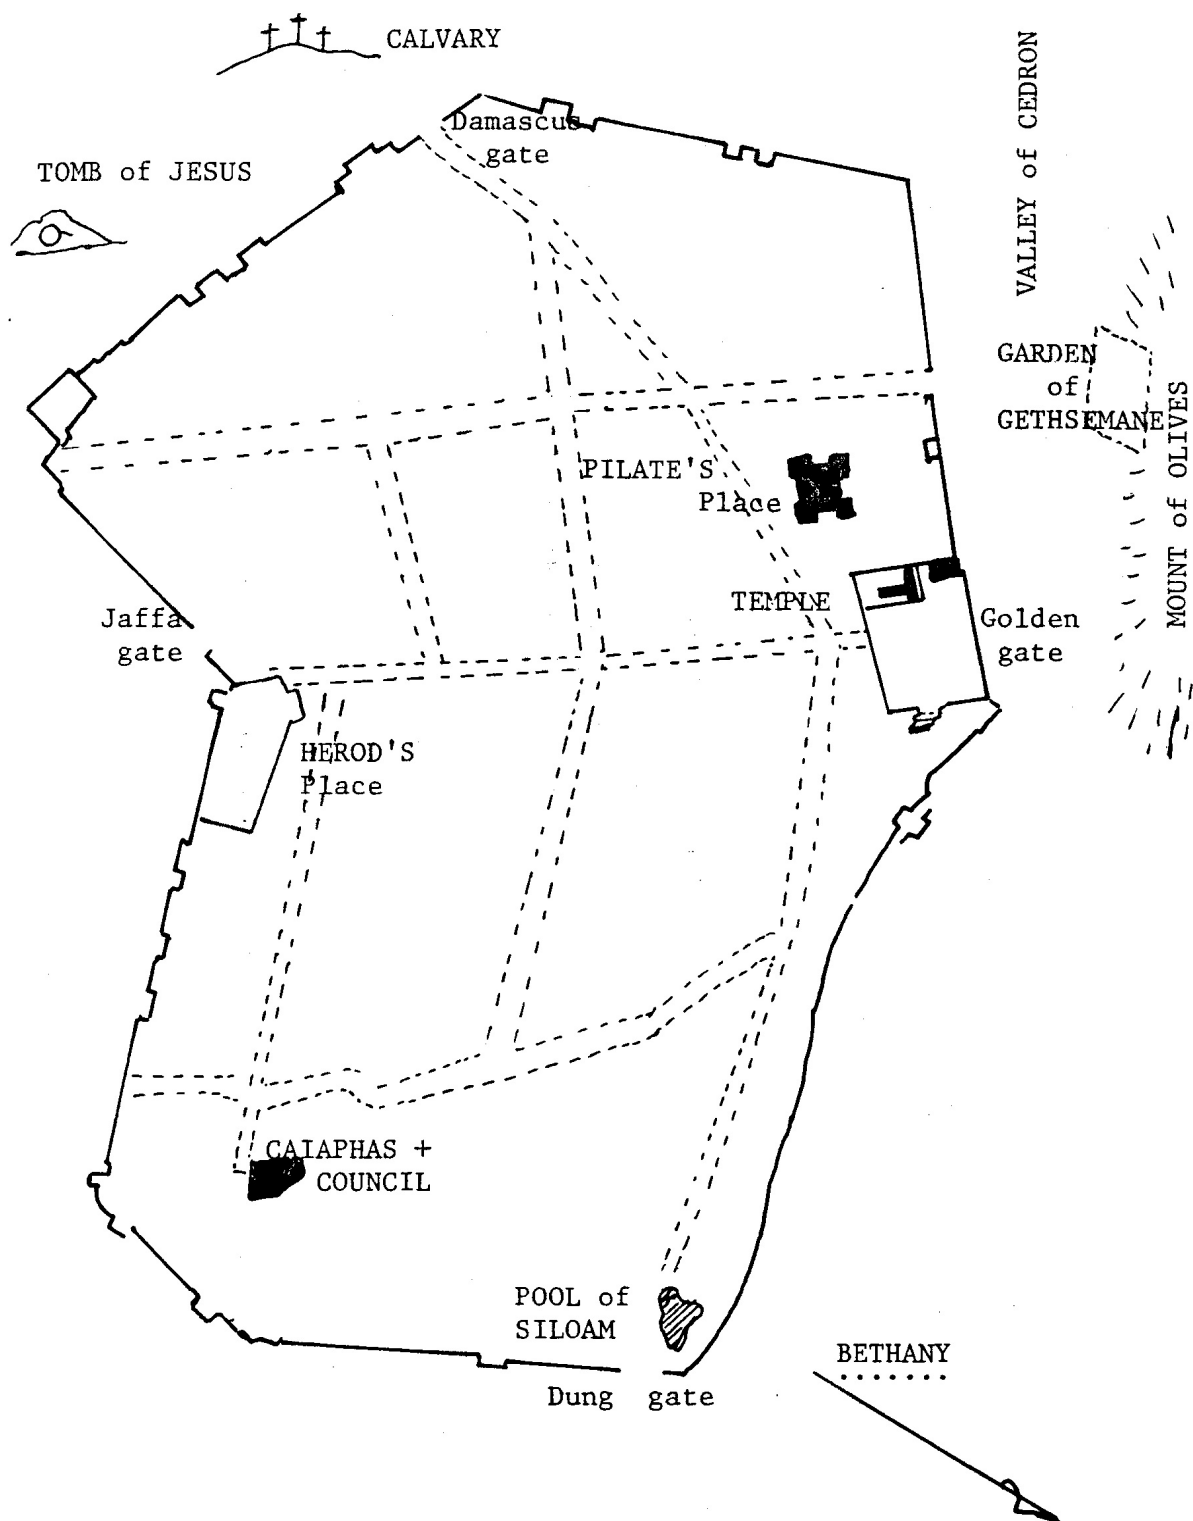 CALVARY
VALLEY of CEDRON
Damascus
gate
TOMB of JESUS
GARDEN
of
GETHSEMANE
MOUNT of OLIVES
PILATE'S
Place
TEMPLE
Jaffa
gate
Golden
gate
HEROD'S
Place
CAIAPHAS +
COUNCIL
POOL of
SILOAM
BETHANY
Dung gate